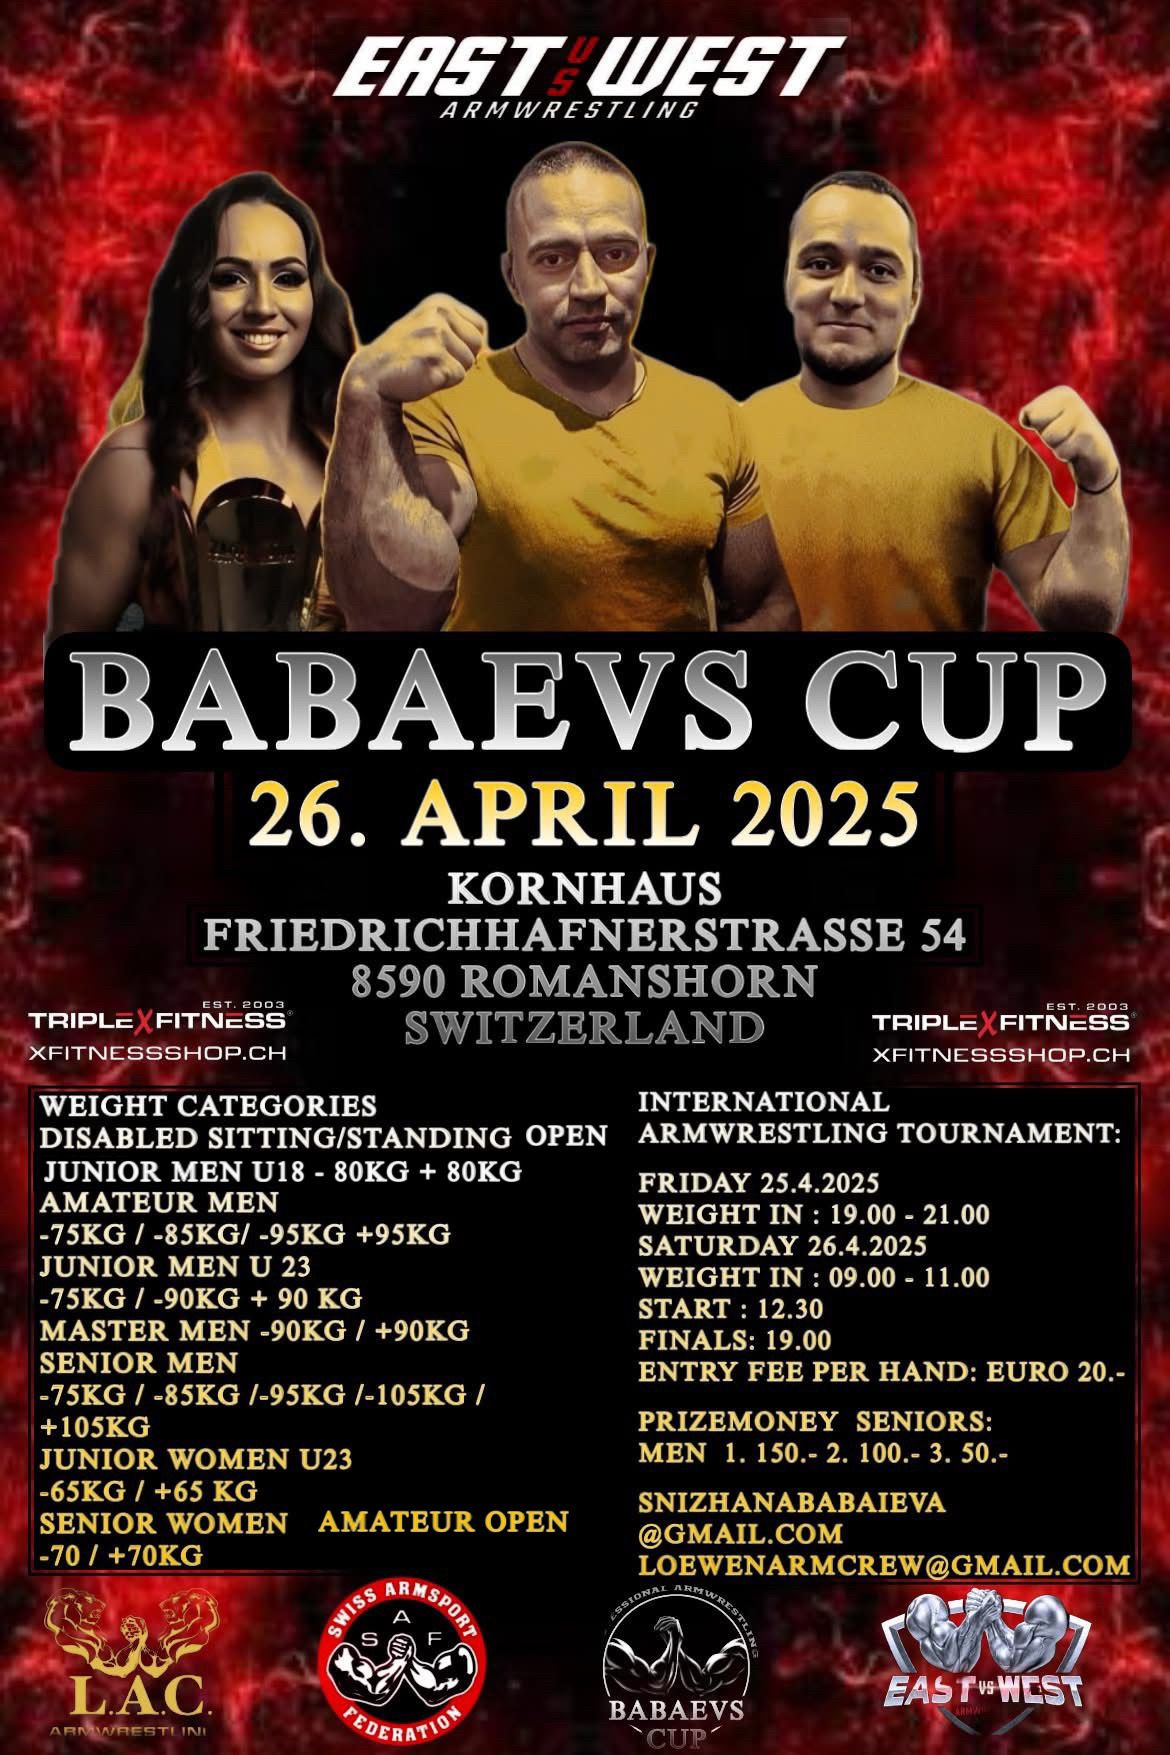 EAST VS WEST
ARMWRESTLING
BABAEVS CUP
26. APRIL 2025
KORNHAUS
FRIEDRICHHAFNERSTRASSE 54
8590 ROMANSHORN
SWITZERLAND
EST. 2003
TRIPLEXFITNESS®
XFITNESSSHOP.CH
EST. 2003
TRIPLEXFITNESS®
XFITNESSSHOP.CH
WEIGHT CATEGORIES
DISABLED SITTING/STANDING OPEN
JUNIOR MEN U18 - 80KG + 80KG
AMATEUR MEN
-75KG / -85KG/ -95KG +95KG
JUNIOR MEN U 23
-75KG / -90KG + 90 KG
MASTER MEN -90KG / +90KG
SENIOR MEN
-75KG / -85KG /-95KG /-105KG /
+105KG
JUNIOR WOMEN U23
-65KG / +65 KG
SENIOR WOMEN AMATEUR OPEN
-70 / +70KG
INTERNATIONAL
ARMWRESTLING TOURNAMENT:
FRIDAY 25.4.2025
WEIGHT IN : 19.00 - 21.00
SATURDAY 26.4.2025
WEIGHT IN : 09.00 - 11.00
START : 12.30
FINALS: 19.00
ENTRY FEE PER HAND: EURO 20.-
PRIZEMONEY SENIORS:
MEN 1. 150.- 2. 100.- 3. 50.-
SNIZHANABABAIEVA
@GMAIL.COM
LOEWENARMCREW@GMAIL.COM
L.A.C.
ARMWRESTLIN
SWISS ARMSPORT
A
S F
FEDERATION
ESSIONAL ARMWRESTLING
BABAEVS
CUP
EAST VS WEST